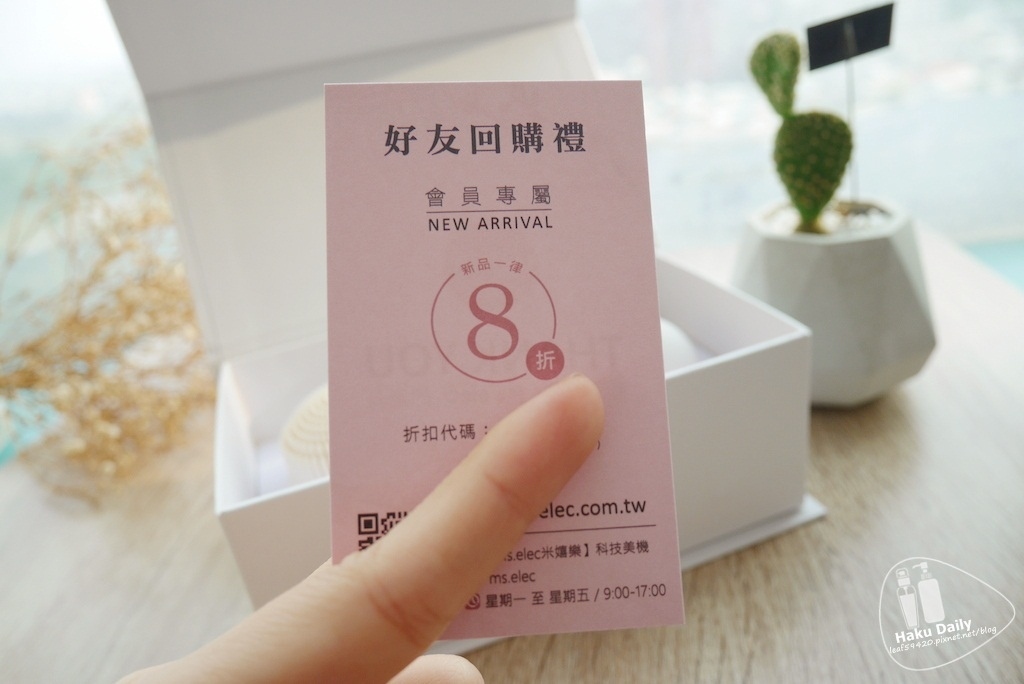 好友回購禮
會員專屬
NEW ARRIVAL
新品一律
8
折
折扣代碼：
elec.com.tw
s.elec米嬉樂】科技美機
ms.elec
星期一 至 星期五 / 9:00-17:00
Haku Daily
leaf59420.pixnet.net/blog